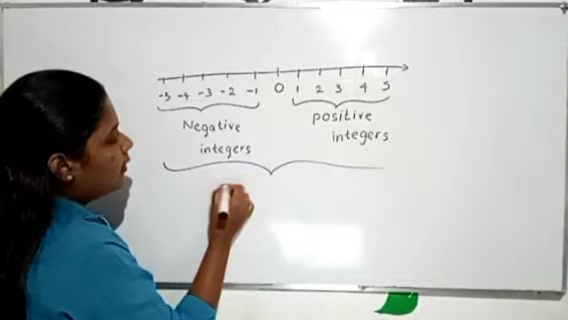 -5 -4 -3 -2 -1 0 1 2 3 4 5
Negative
integers
positive
integers